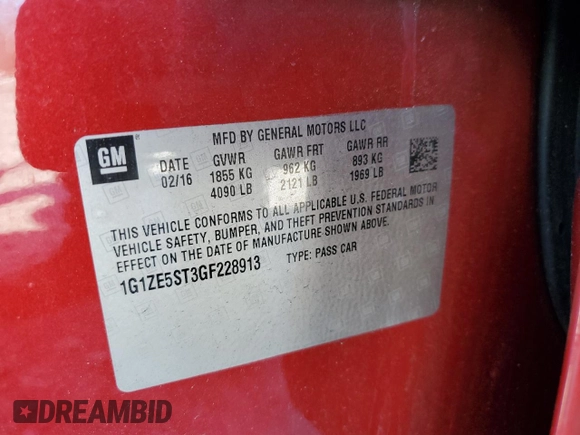 MFD BY GENERAL MOTORS LLC
GM
DATE GVWR GAWR FRT GAWR RR
02/16 1855 KG 962 KG 893 KG
4090 LB 2121 LB 1969 LB
THIS VEHICLE CONFORMS TO ALL APPLICABLE U.S. FEDERAL MOTOR
VEHICLE SAFETY, BUMPER, AND THEFT PREVENTION STANDARDS IN
EFFECT ON THE DATE OF MANUFACTURE SHOWN ABOVE.
1G1ZE5ST3GF228913 TYPE: PASS CAR
DREAMBID